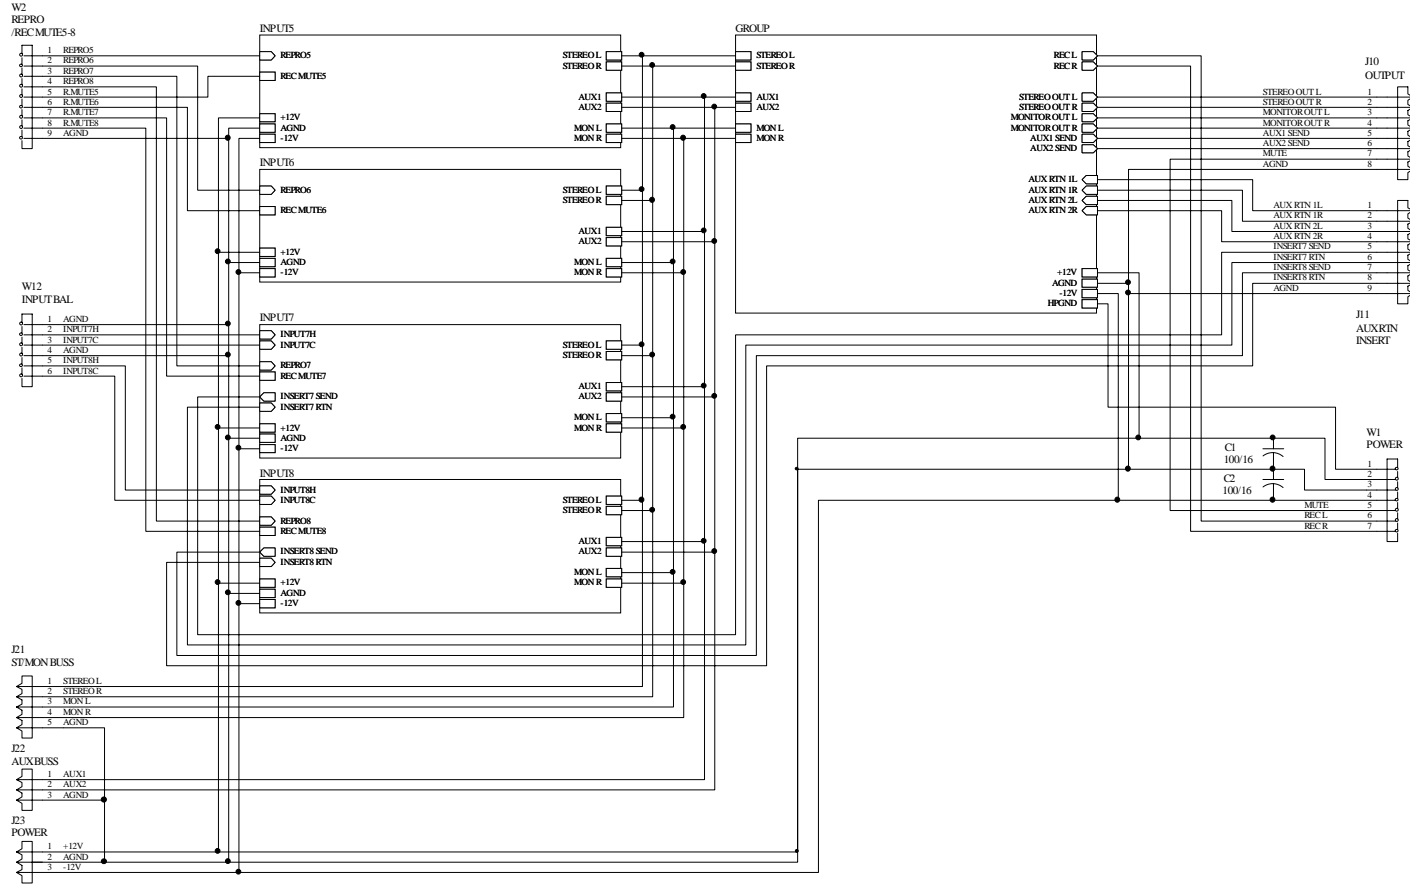 W2
REPRO
/REC MUTE5-8
1 REPRO5
2 REPRO6
3 REPRO7
4 REPRO8
5 R.MUTE5
6 R.MUTE6
7 R.MUTE7
8 R.MUTE8
9 AGND
W12
INPUT BAL
1 AGND
2 INPUT7H
3 INPUT7C
4 AGND
5 INPUT8H
6 INPUT8C
J21
ST/MON BUSS
1 STEREO L
2 STEREO R
3 MON L
4 MON R
5 AGND
J22
AUX BUSS
1 AUX1
2 AUX2
3 AGND
J23
POWER
1 +12V
2 AGND
3 -12V
INPUT5
REPRO5
REC MUTE5
+12V
AGND
-12V
STEREO L
STEREO R
AUX1
AUX2
MON L
MON R
INPUT6
REPRO6
REC MUTE6
+12V
AGND
-12V
STEREO L
STEREO R
AUX1
AUX2
MON L
MON R
INPUT7
INPUT7H
INPUT7C
REPRO7
REC MUTE7
INSERT7 SEND
INSERT7 RTN
+12V
AGND
-12V
STEREO L
STEREO R
AUX1
AUX2
MON L
MON R
INPUT8
INPUT8H
INPUT8C
REPRO8
REC MUTE8
INSERT8 SEND
INSERT8 RTN
+12V
AGND
-12V
STEREO L
STEREO R
AUX1
AUX2
MON L
MON R
GROUP
STEREO L
STEREO R
AUX1
AUX2
MON L
MON R
REC L
REC R
STEREO OUT L
STEREO OUT R
MONITOR OUT L
MONITOR OUT R
AUX1 SEND
AUX2 SEND
AUX RTN 1L
AUX RTN 1R
AUX RTN 2L
AUX RTN 2R
+12V
AGND
-12V
HPGND
J10
OUTPUT
STEREO OUT L 1
STEREO OUT R 2
MONITOR OUT L 3
MONITOR OUT R 4
AUX1 SEND 5
AUX2 SEND 6
MUTE 7
AGND 8
AUX RTN 1L 1
AUX RTN 1R 2
AUX RTN 2L 3
AUX RTN 2R 4
INSERT7 SEND 5
INSERT7 RTN 6
INSERT8 SEND 7
INSERT8 RTN 8
AGND 9
J11
AUX RTN
INSERT
C1
100/16
C2
100/16
W1
POWER
1
2
3
4
MUTE 5
REC L 6
REC R 7